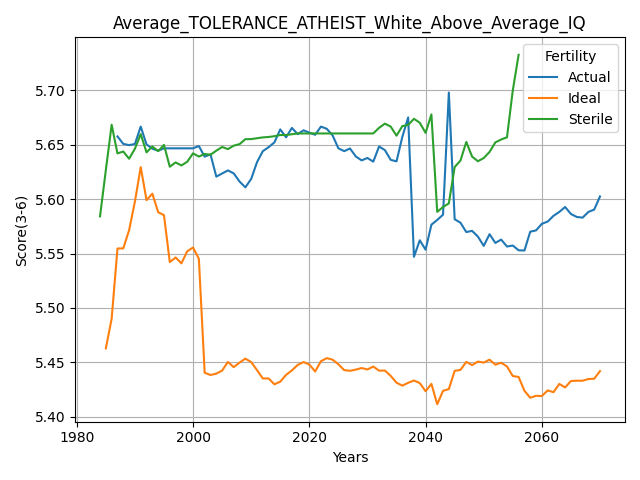 Average_TOLERANCE_ATHEIST_White_Above_Average_IQ
Fertility
Actual
Ideal
Sterile
Score(3-6)
5.70
5.65
5.60
5.55
5.50
5.45
5.40
1980
2000
2020
2040
2060
Years